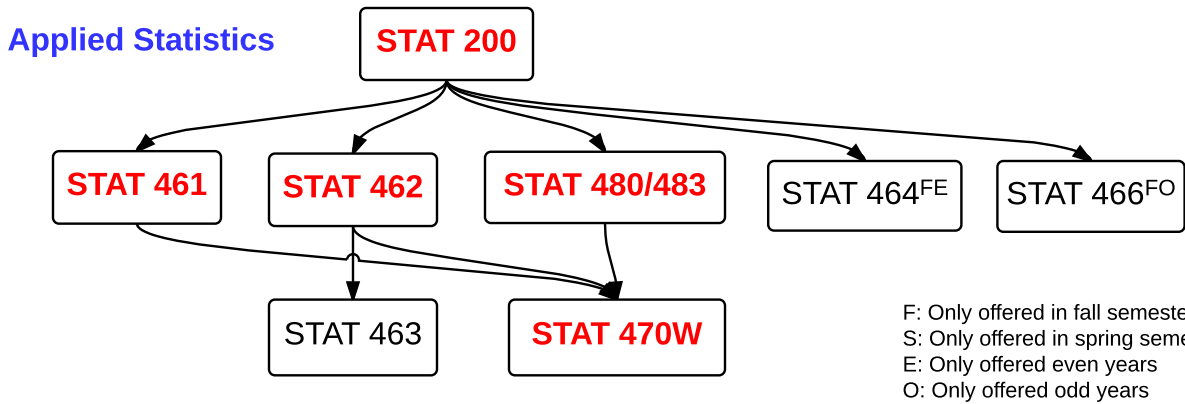 Applied Statistics
STAT 200
STAT 461
STAT 462
STAT 480/483
STAT 464FE
STAT 466FO
STAT 463
STAT 470W
F: Only offered in fall semeste
S: Only offered in spring seme
E: Only offered even years
O: Only offered odd years